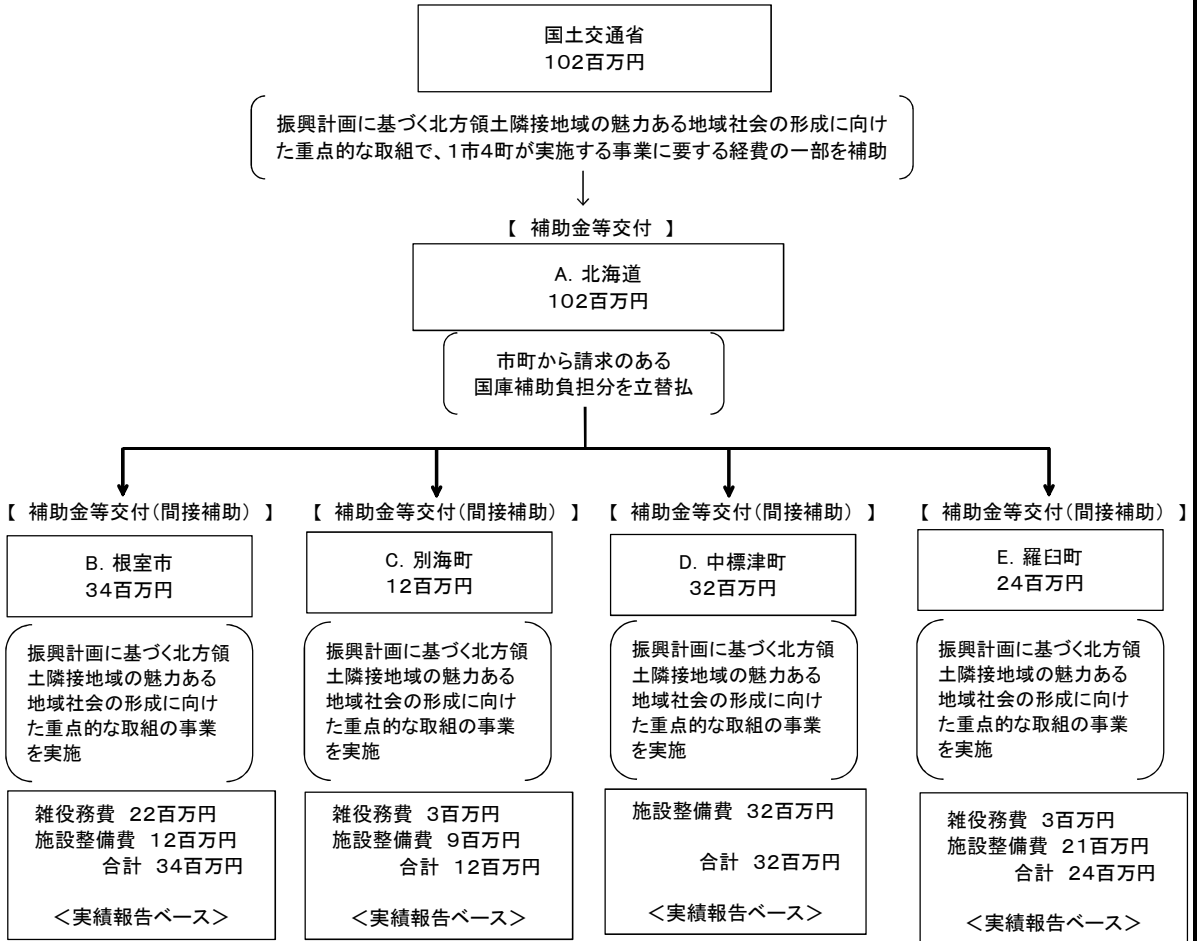 国土交通省
102百万円
振興計画に基づく北方領土隣接地域の魅力ある地域社会の形成に向け
た重点的な取組で、1市4町が実施する事業に要する経費の一部を補助
【 補助金等交付 】
A. 北海道
102百万円
市町から請求のある
国庫補助負担分を立替払
【 補助金等交付(間接補助) 】
B. 根室市
34百万円
振興計画に基づく北方領
土隣接地域の魅力ある
地域社会の形成に向け
た重点的な取組の事業
を実施
雑役務費 22百万円
施設整備費 12百万円
合計 34百万円
<実績報告ベース>
【 補助金等交付(間接補助) 】
C. 別海町
12百万円
振興計画に基づく北方領
土隣接地域の魅力ある
地域社会の形成に向け
た重点的な取組の事業
を実施
雑役務費 3百万円
施設整備費 9百万円
合計 12百万円
<実績報告ベース>
【 補助金等交付(間接補助) 】
D. 中標津町
32百万円
振興計画に基づく北方領
土隣接地域の魅力ある
地域社会の形成に向け
た重点的な取組の事業
を実施
施設整備費 32百万円
合計 32百万円
<実績報告ベース>
【 補助金等交付(間接補助) 】
E. 羅臼町
24百万円
振興計画に基づく北方領
土隣接地域の魅力ある
地域社会の形成に向け
た重点的な取組の事業
を実施
雑役務費 3百万円
施設整備費 21百万円
合計 24百万円
<実績報告ベース>